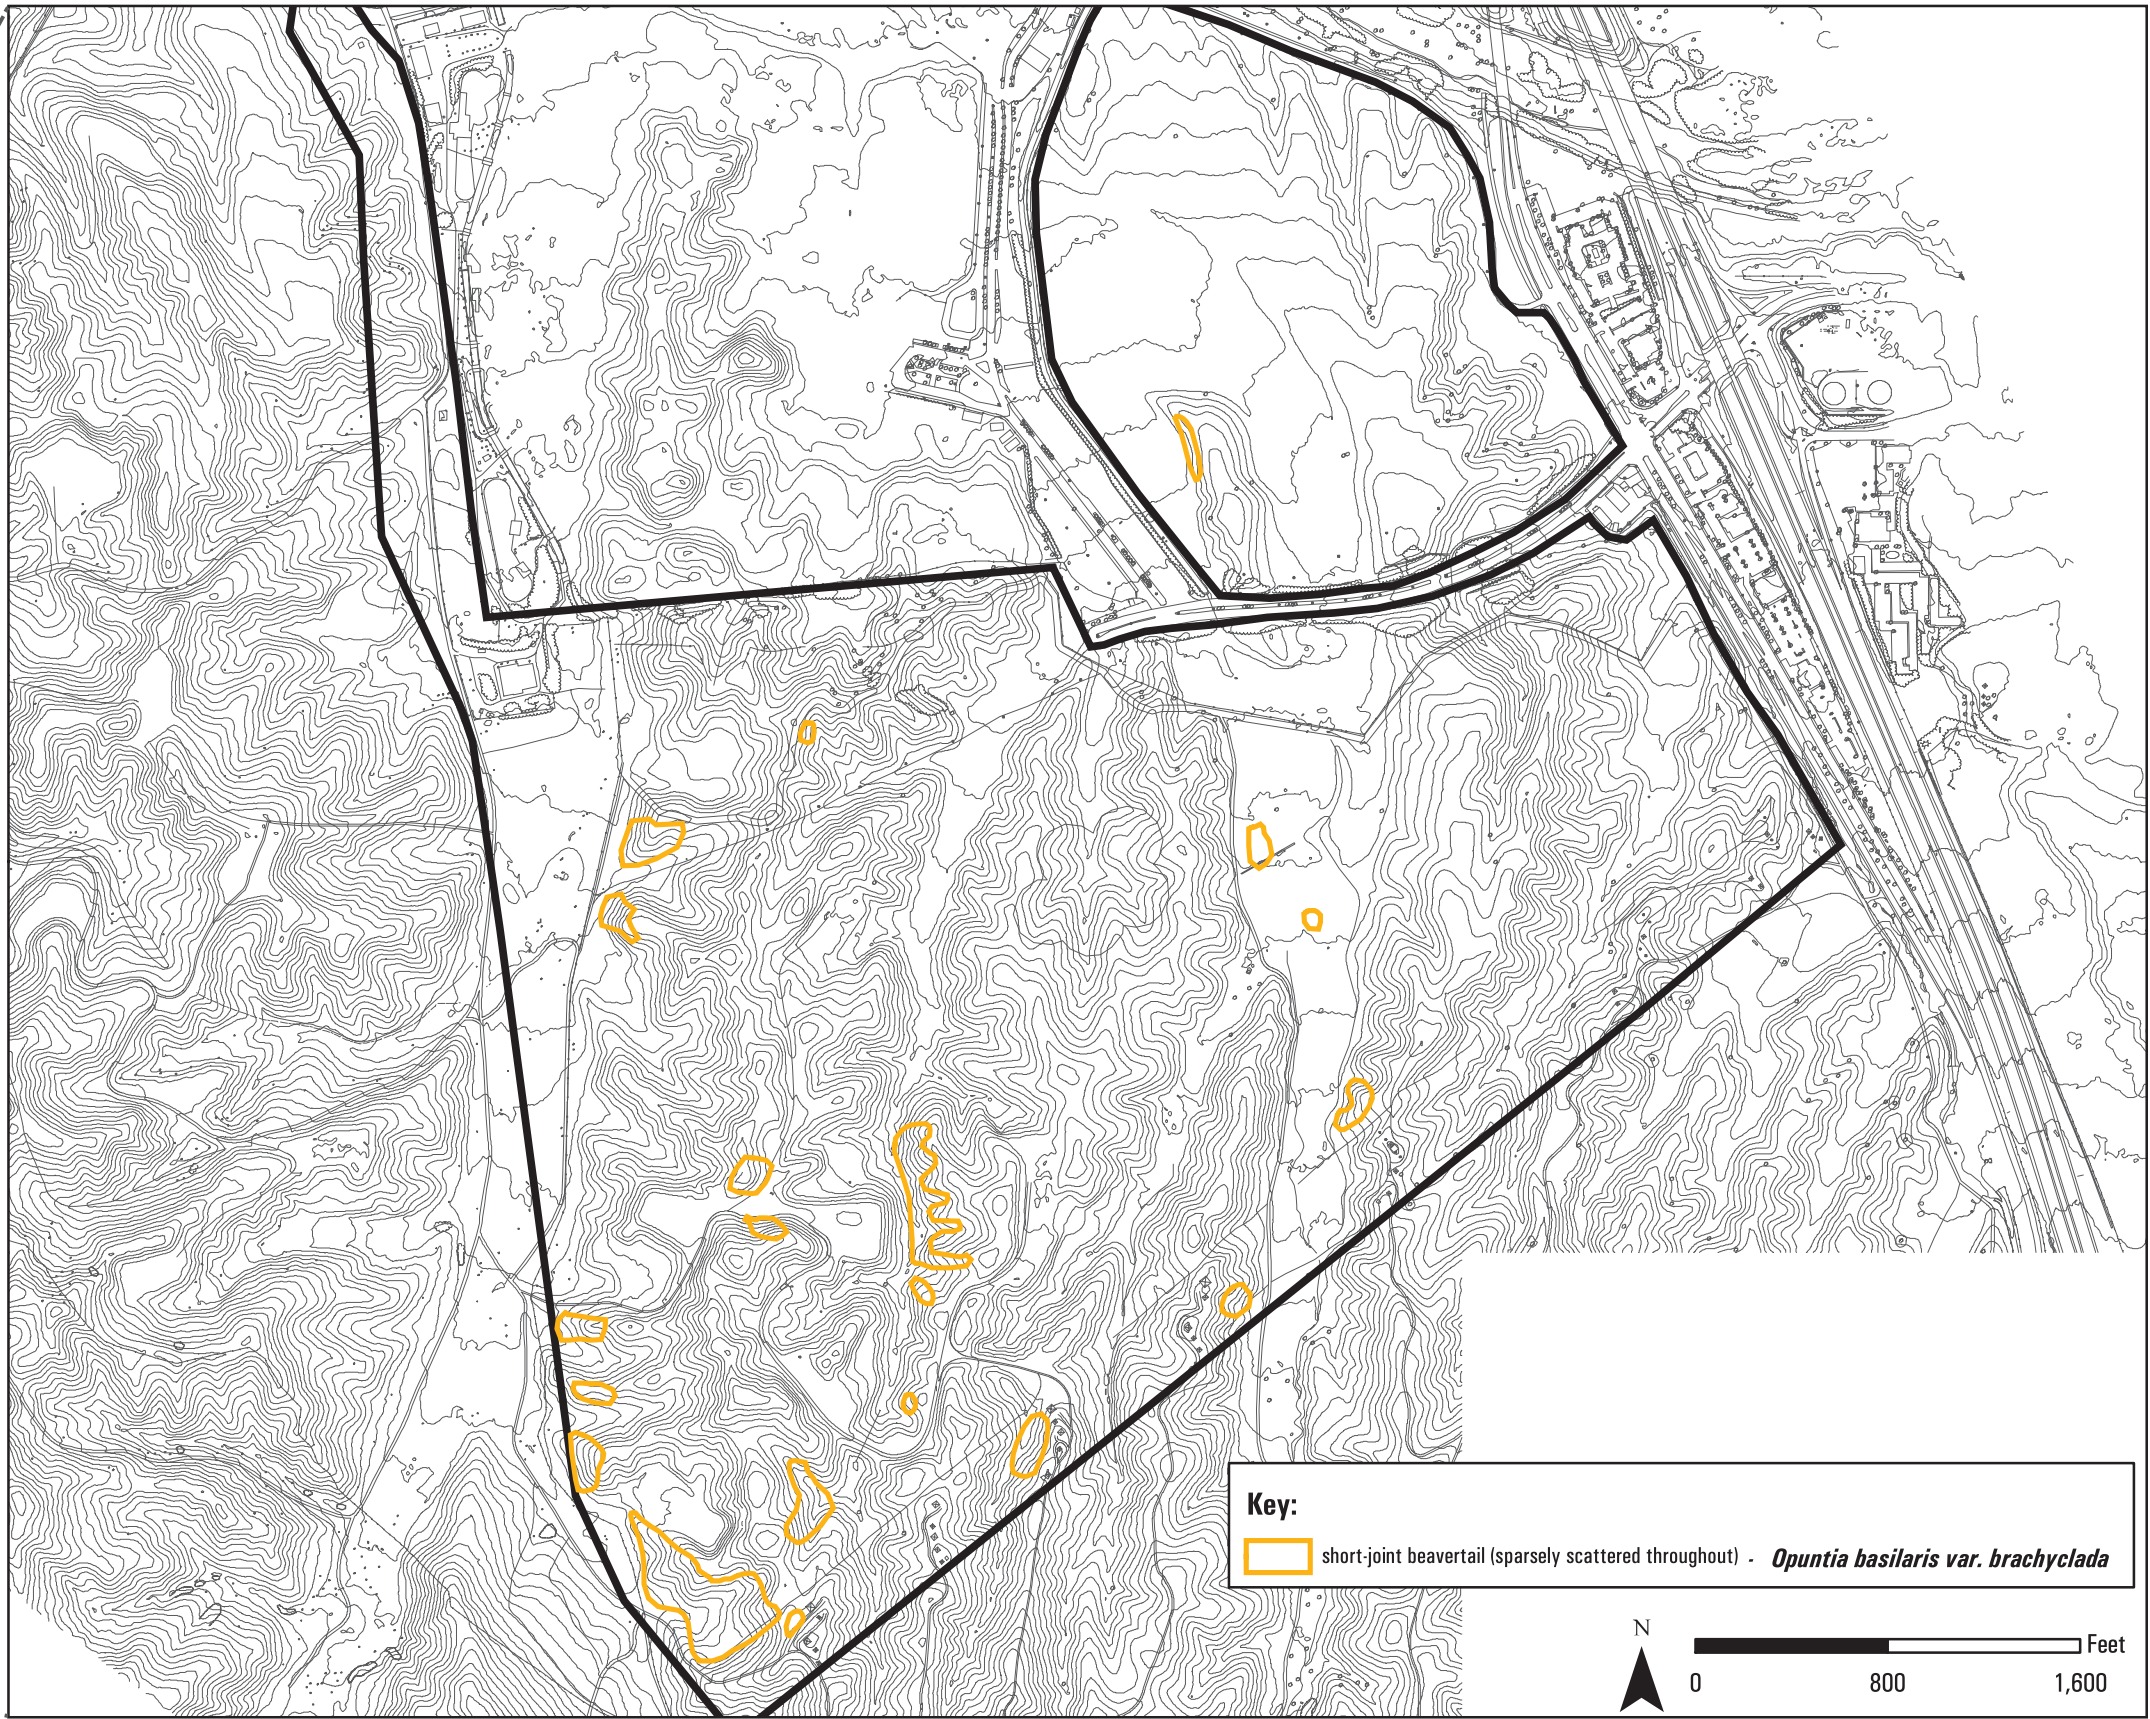 Key:
short-joint beavertail (sparsely scattered throughout) - Opuntia basilaris var. brachyclada
N
Feet
0 800 1,600